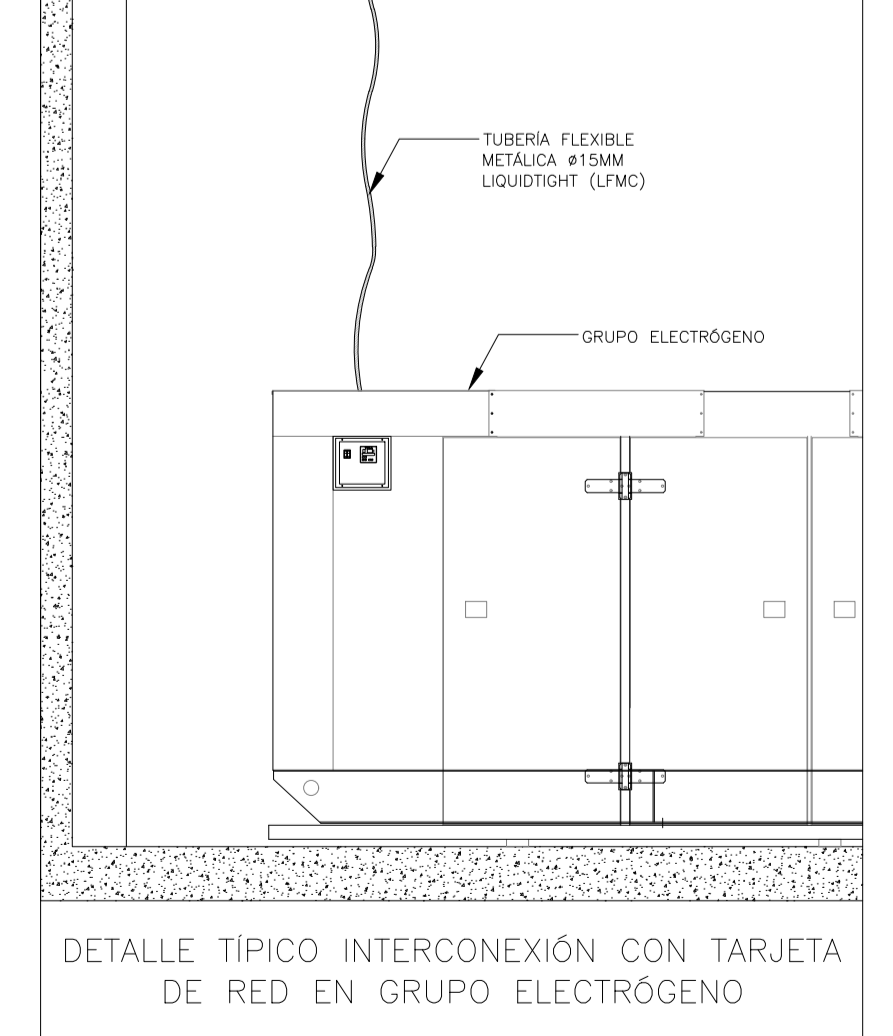 TUBERÍA FLEXIBLE
METÁLICA Ø15MM
LIQUIDTIGHT (LFMC)
GRUPO ELECTRÓGENO
DETALLE TÍPICO INTERCONEXIÓN CON TARJETA
DE RED EN GRUPO ELECTRÓGENO